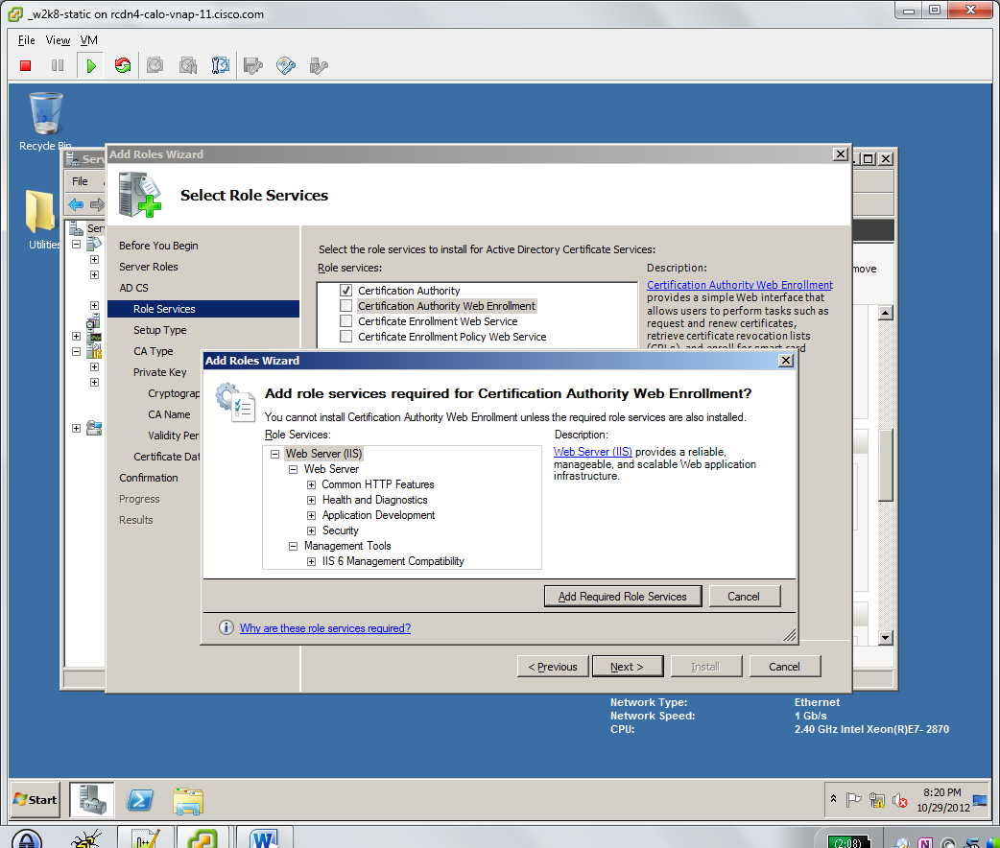 _w2k8-static on rcdn4-calo-vnap-11.cisco.com
File View VM
Recycle Bin
Utilities
Serv
File
Serv
move
Add Roles Wizard
Select Role Services
Before You Begin
Server Roles
AD CS
Role Services
Setup Type
CA Type
Private Key
Cryptograp
CA Name
Validity Per
Certificate Dat
Confirmation
Progress
Results
Select the role services to install for Active Directory Certificate Services:
Role services:
Certification Authority
Certification Authority Web Enrollment
Certificate Enrollment Web Service
Certificate Enrollment Policy Web Service
Description:
Certification Authority Web Enrollment
provides a simple Web interface that
allows users to perform tasks such as
request and renew certificates,
retrieve certificate revocation lists
(CRLs), and enroll for smart card
Add Roles Wizard
Add role services required for Certification Authority Web Enrollment?
You cannot install Certification Authority Web Enrollment unless the required role services are also installed.
Role Services:
Web Server (IIS)
Web Server
Common HTTP Features
Health and Diagnostics
Application Development
Security
Management Tools
IIS 6 Management Compatibility
Description:
Web Server (IIS) provides a reliable,
manageable, and scalable Web application
infrastructure.
Add Required Role Services Cancel
Why are these role services required?
< Previous Next > Install Cancel
Network Type: Ethernet
Network Speed: 1 Gb/s
CPU: 2.40 GHz Intel Xeon(R)E7- 2870
Start
8:20 PM
10/29/2012
(2:08)